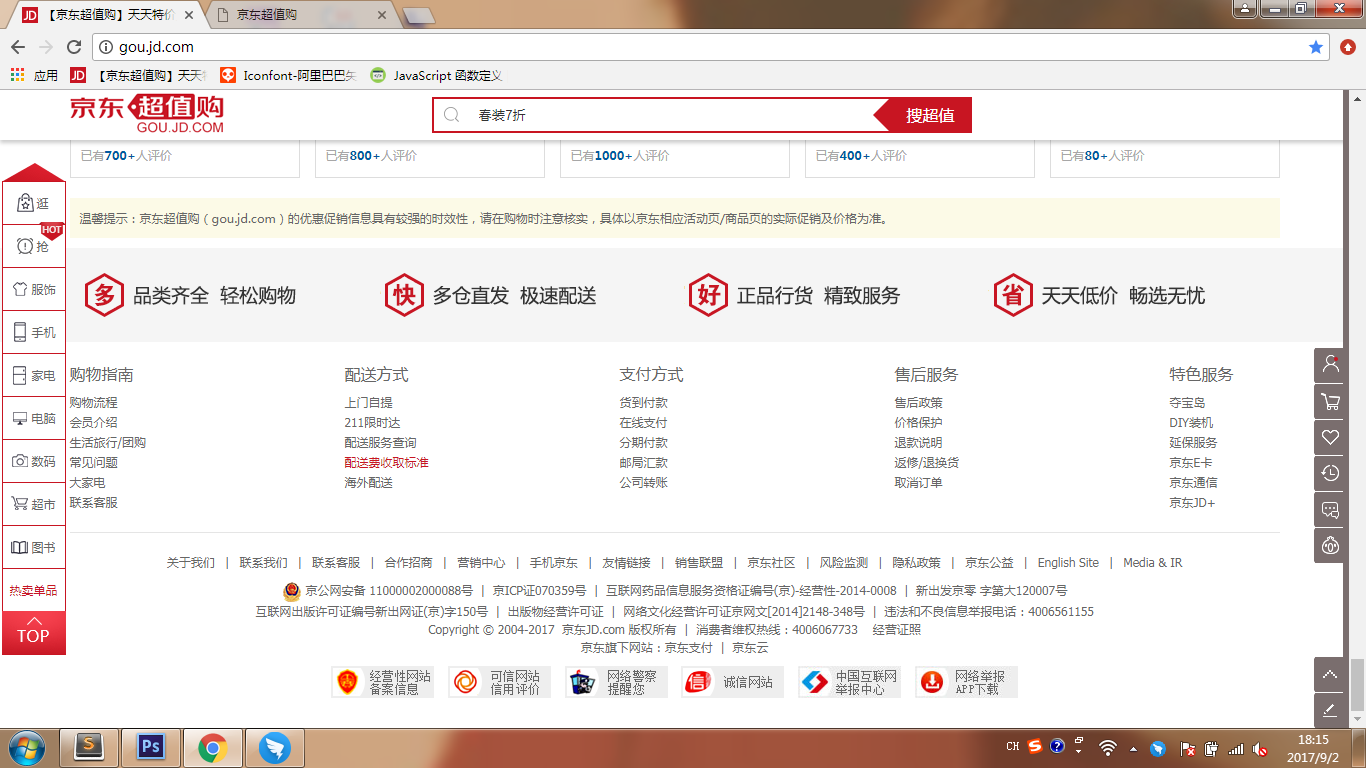 【京东超值购】天天特价
京东超值购
gou.jd.com
应用
【京东超值购】天天
Iconfont-阿里巴巴矢
JavaScript 函数定义
京东超值购
GOU.JD.COM
春装7折
搜超值
已有700+人评价
已有800+人评价
已有1000+人评价
已有400+人评价
已有80+人评价
温馨提示：京东超值购（gou.jd.com）的优惠促销信息具有较强的时效性，请在购物时注意核实，具体以京东相应活动页/商品页的实际促销及价格为准。
逛
HOT
抢
服饰
手机
家电
电脑
数码
超市
图书
热卖单品
TOP
多 品类齐全 轻松购物
快 多仓直发 极速配送
好 正品行货 精致服务
省 天天低价 畅选无忧
购物指南
购物流程
会员介绍
生活旅行/团购
常见问题
大家电
联系客服
配送方式
上门自提
211限时达
配送服务查询
配送费收取标准
海外配送
支付方式
货到付款
在线支付
分期付款
邮局汇款
公司转账
售后服务
售后政策
价格保护
退款说明
返修/退换货
取消订单
特色服务
夺宝岛
DIY装机
延保服务
京东E卡
京东通信
京东JD+
关于我们 | 联系我们 | 联系客服 | 合作招商 | 营销中心 | 手机京东 | 友情链接 | 销售联盟 | 京东社区 | 风险监测 | 隐私政策 | 京东公益 | English Site | Media & IR
京公网安备 11000002000088号 | 京ICP证070359号 | 互联网药品信息服务资格证编号(京)-经营性-2014-0008 | 新出发京零 字第大120007号
互联网出版许可证编号新出网证(京)字150号 | 出版物经营许可证 | 网络文化经营许可证京网文[2014]2148-348号 | 违法和不良信息举报电话：4006561155
Copyright © 2004-2017 京东JD.com 版权所有 | 消费者维权热线：4006067733 经营证照
京东旗下网站：京东支付 | 京东云
经营性网站
备案信息
可信网站
信用评价
网络警察
提醒您
诚信网站
中国互联网
举报中心
网络举报
APP下载
CH
18:15
2017/9/2